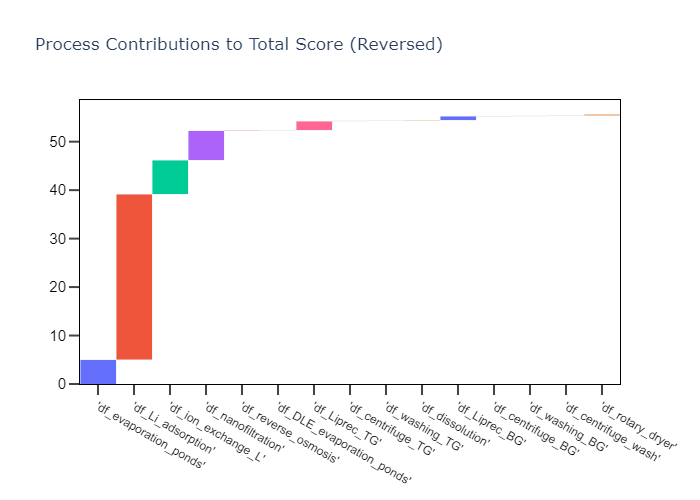 Process Contributions to Total Score (Reversed)
50
40
30
20
10
0
'df_evaporation_ponds'
'df_Li_adsorption'
'df_ion_exchange_L'
'df_nanofiltration'
'df_reverse_osmosis'
'df_DLE_evaporation_ponds'
'df_Liprec_TG'
'df_centrifuge_TG'
'df_washing_TG'
'df_dissolution'
'df_Liprec_BG'
'df_centrifuge_BG'
'df_washing_BG'
'df_centrifuge_wash'
'df_rotary_dryer'